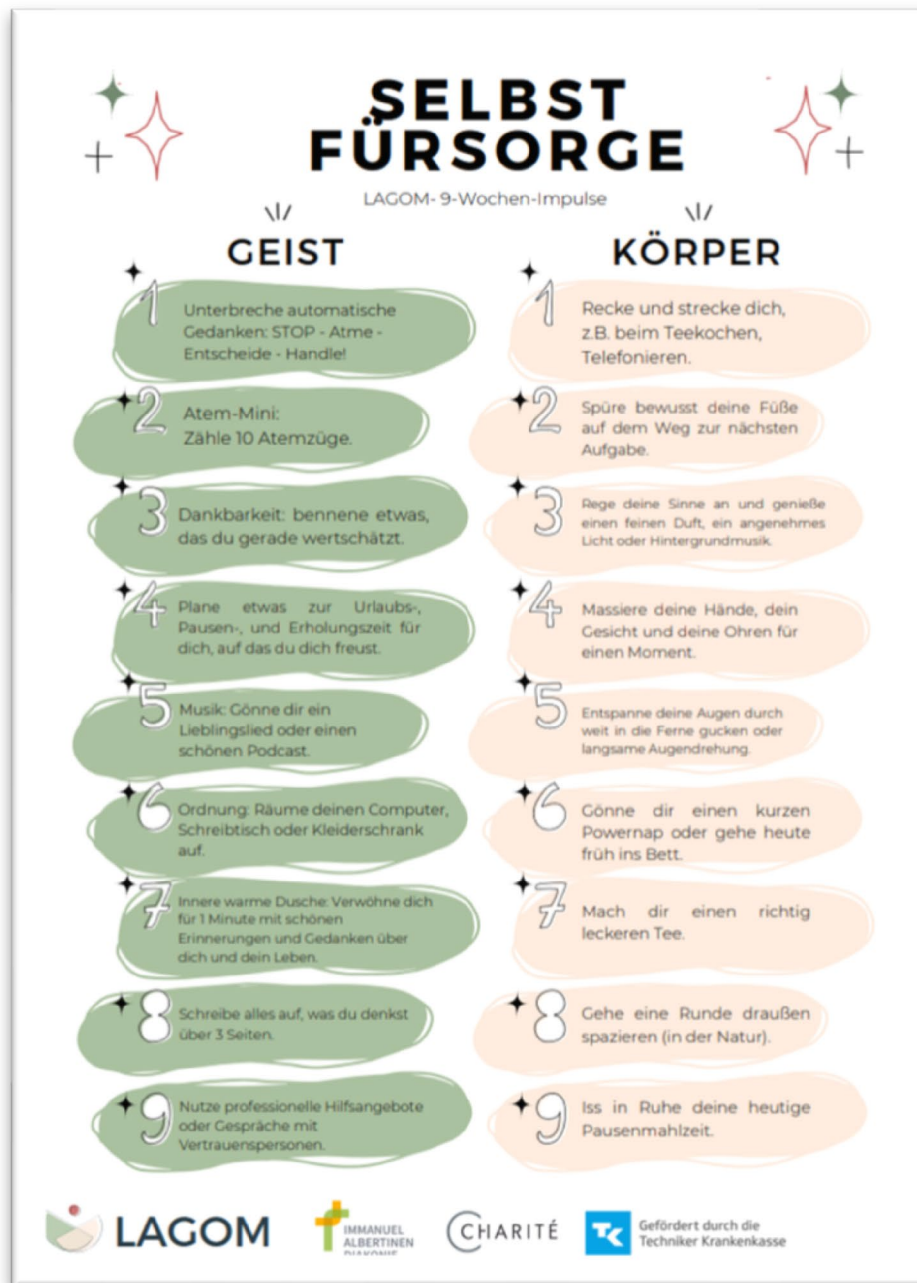 SELBST
FÜRSORGE
LAGOM- 9-Wochen-Impulse
GEIST
1
Unterbreche automatische
Gedanken: STOP - Atme -
Entscheide - Handle!
2
Atem-Mini:
Zähle 10 Atemzüge.
3
Dankbarkeit: bennene etwas,
das du gerade wertschätzt.
4
Plane etwas zur Urlaubs-,
Pausen-, und Erholungszeit für
dich, auf das du dich freust.
5
Musik: Gönne dir ein
Lieblingslied oder einen
schönen Podcast.
6
Ordnung: Räume deinen Computer,
Schreibtisch oder Kleiderschrank
auf.
7
Innere warme Dusche: Verwöhne dich
für 1 Minute mit schönen
Erinnerungen und Gedanken über
dich und dein Leben.
8
Schreibe alles auf, was du denkst
über 3 Seiten.
9
Nutze professionelle Hilfsangebote
oder Gespräche mit
Vertrauenspersonen.
KÖRPER
1
Recke und strecke dich,
z.B. beim Teekochen,
Telefonieren.
2
Spüre bewusst deine Füße
auf dem Weg zur nächsten
Aufgabe.
3
Rege deine Sinne an und genieße
einen feinen Duft, ein angenehmes
Licht oder Hintergrundmusik.
4
Massiere deine Hände, dein
Gesicht und deine Ohren für
einen Moment.
5
Entspanne deine Augen durch
weit in die Ferne gucken oder
langsame Augendrehung.
6
Gönne dir einen kurzen
Powernap oder gehe heute
früh ins Bett.
7
Mach dir einen richtig
leckeren Tee.
8
Gehe eine Runde draußen
spazieren (in der Natur).
9
Iss in Ruhe deine heutige
Pausenmahlzeit.
LAGOM
IMMANUEL
ALBERTINEN
DIAKONIE
CHARITÉ
TK
Gefördert durch die
Techniker Krankenkasse